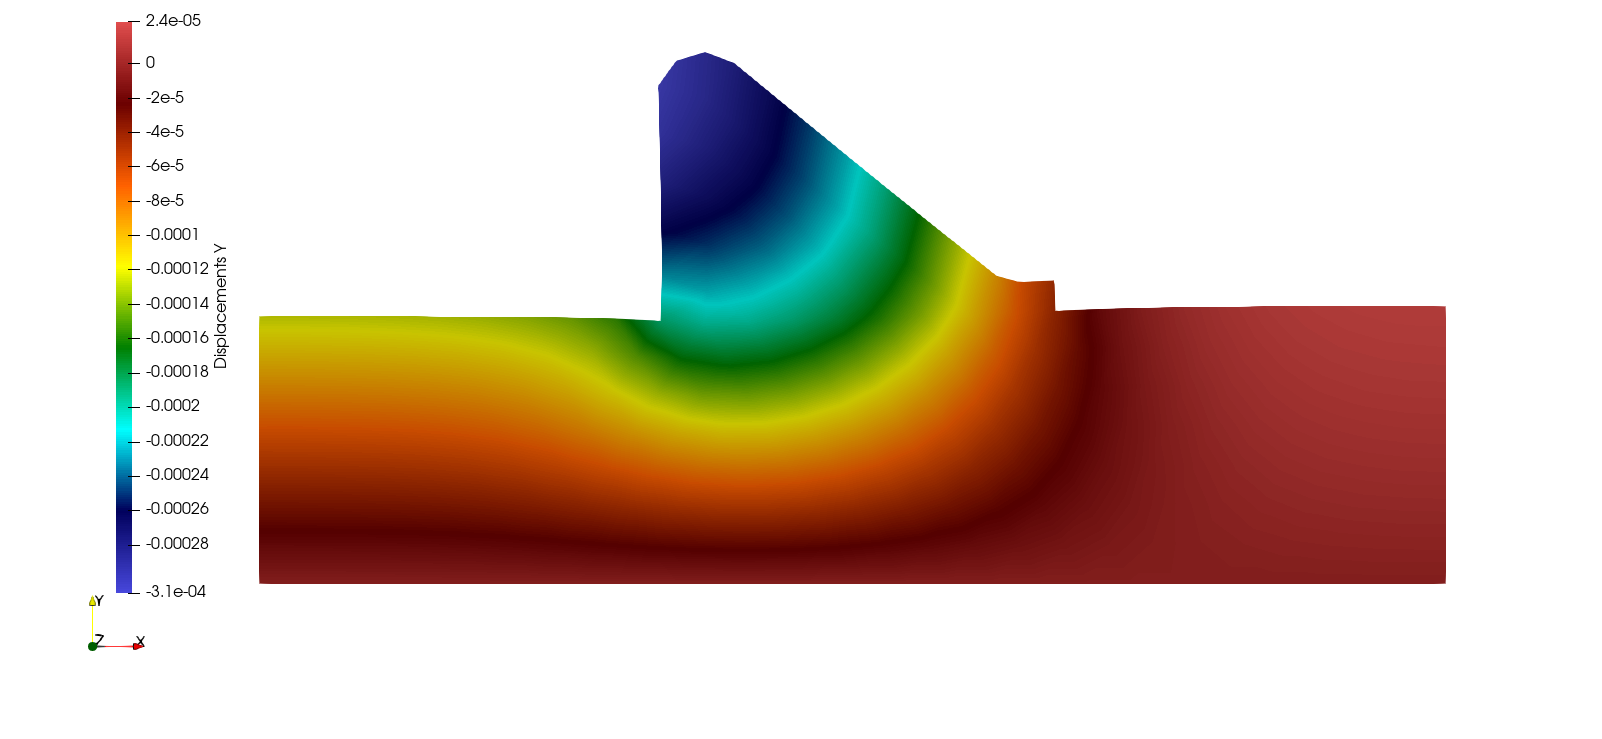 2.4e-05
0
-2e-5
-4e-5
-6e-5
-8e-5
-0.0001
-0.00012
-0.00014
-0.00016
-0.00018
-0.0002
-0.00022
-0.00024
-0.00026
-0.00028
-3.1e-04
Displacements Y
Y
Z
X